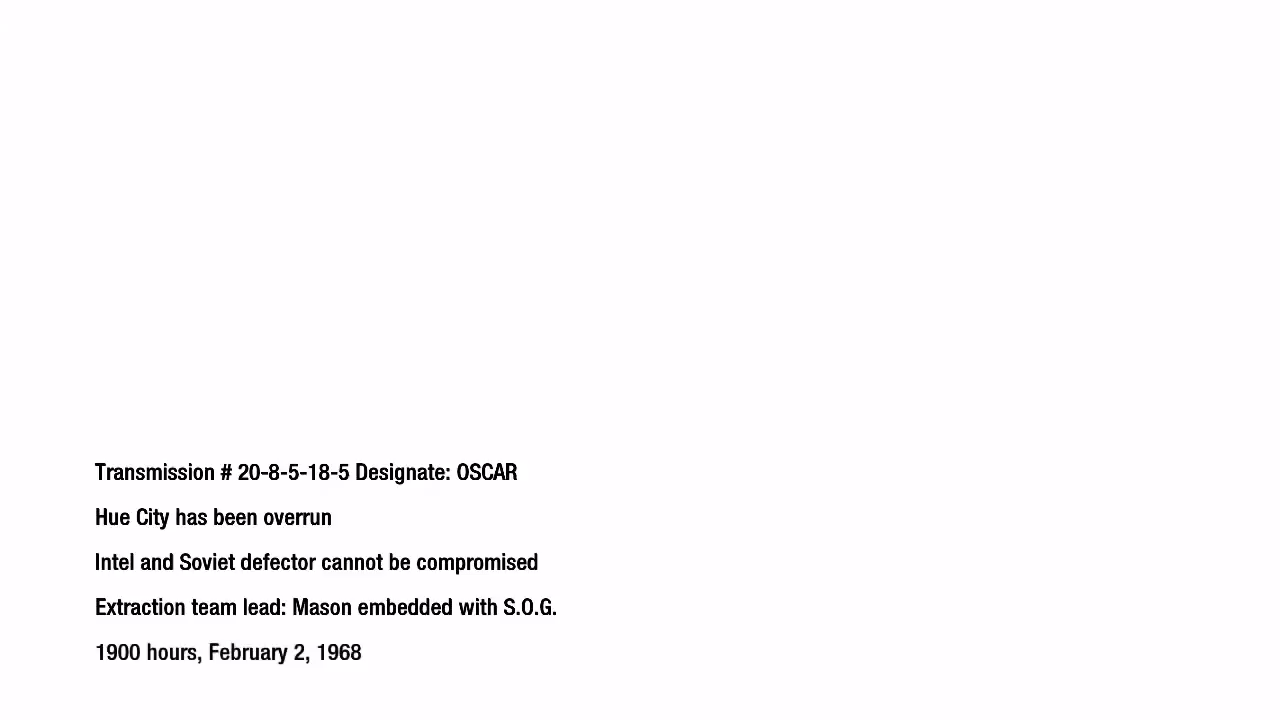 Transmission # 20-8-5-18-5 Designate: OSCAR
Hue City has been overrun
Intel and Soviet defector cannot be compromised
Extraction team lead: Mason embedded with S.O.G.
1900 hours, February 2, 1968